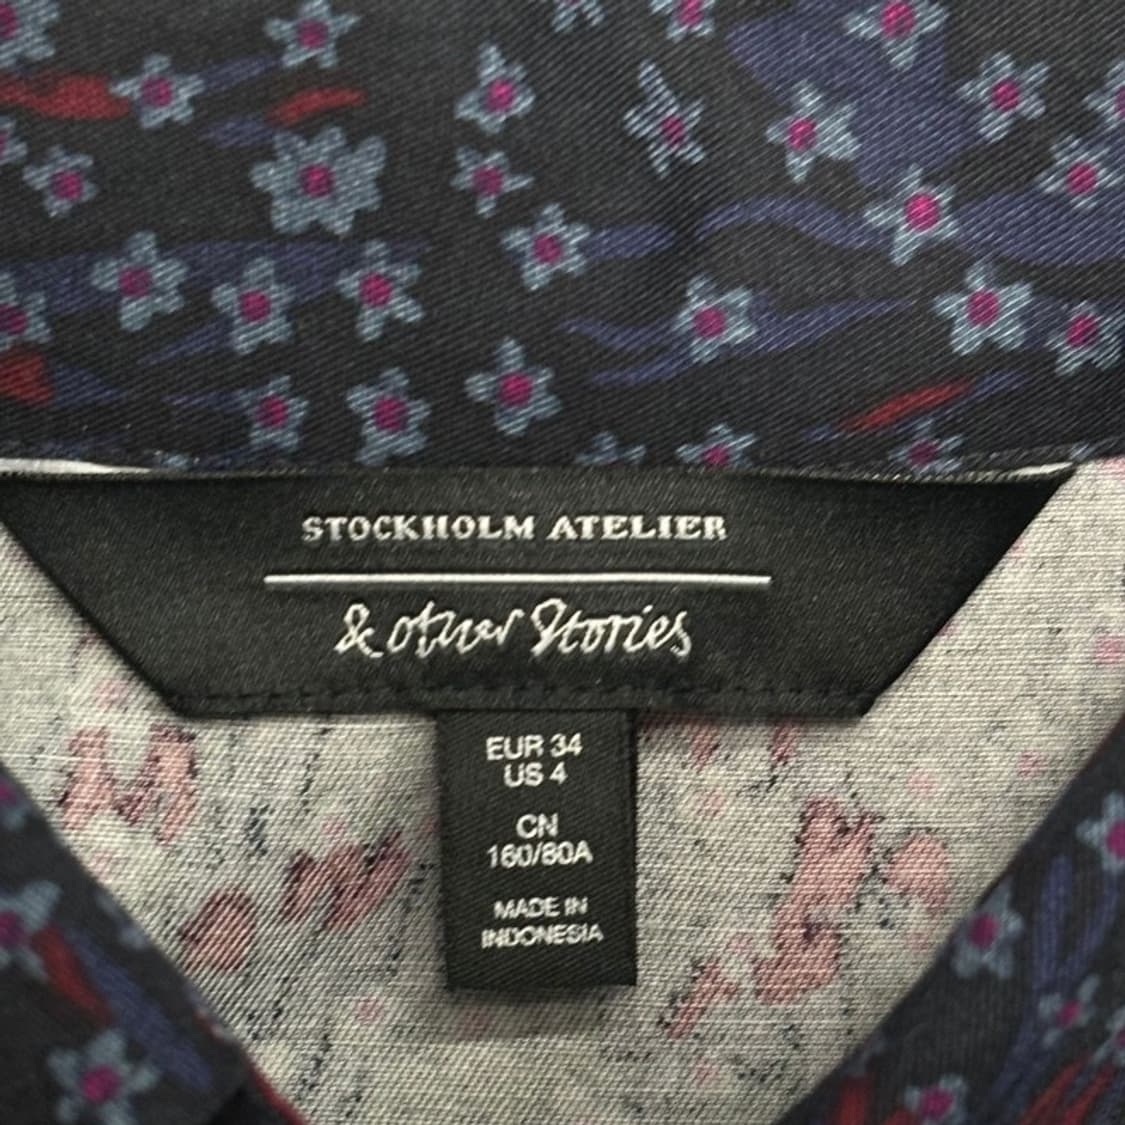 STOCKHOLM ATELIER
& other Stories
EUR 34
US 4
CN
160/80A
MADE IN
INDONESIA